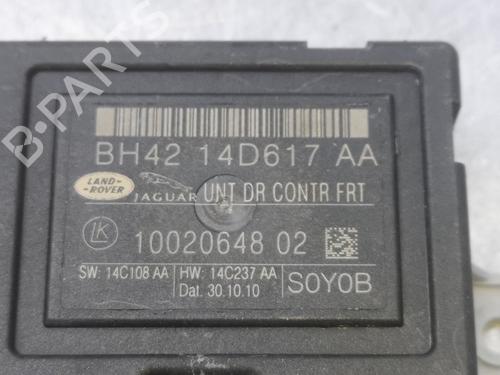 B-PARTS
BH42 14D617 AA
LAND-
ROVER
JAGUAR UNT DR CONTR FRT
LK 10020648 02
SW: 14C108 AA HW: 14C237 AA
Dat. 30.10.10 SOYOB